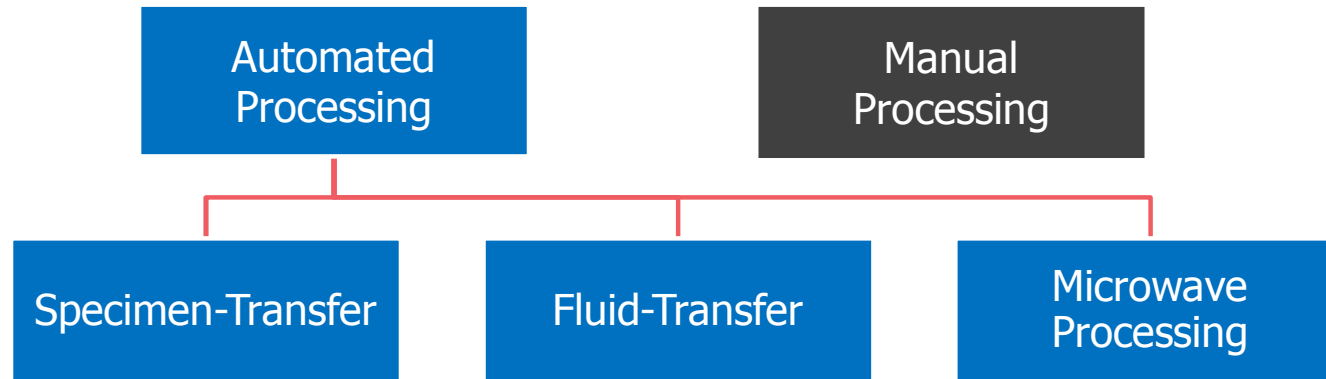 Automated
Processing
Manual
Processing
Specimen-Transfer
Fluid-Transfer
Microwave
Processing